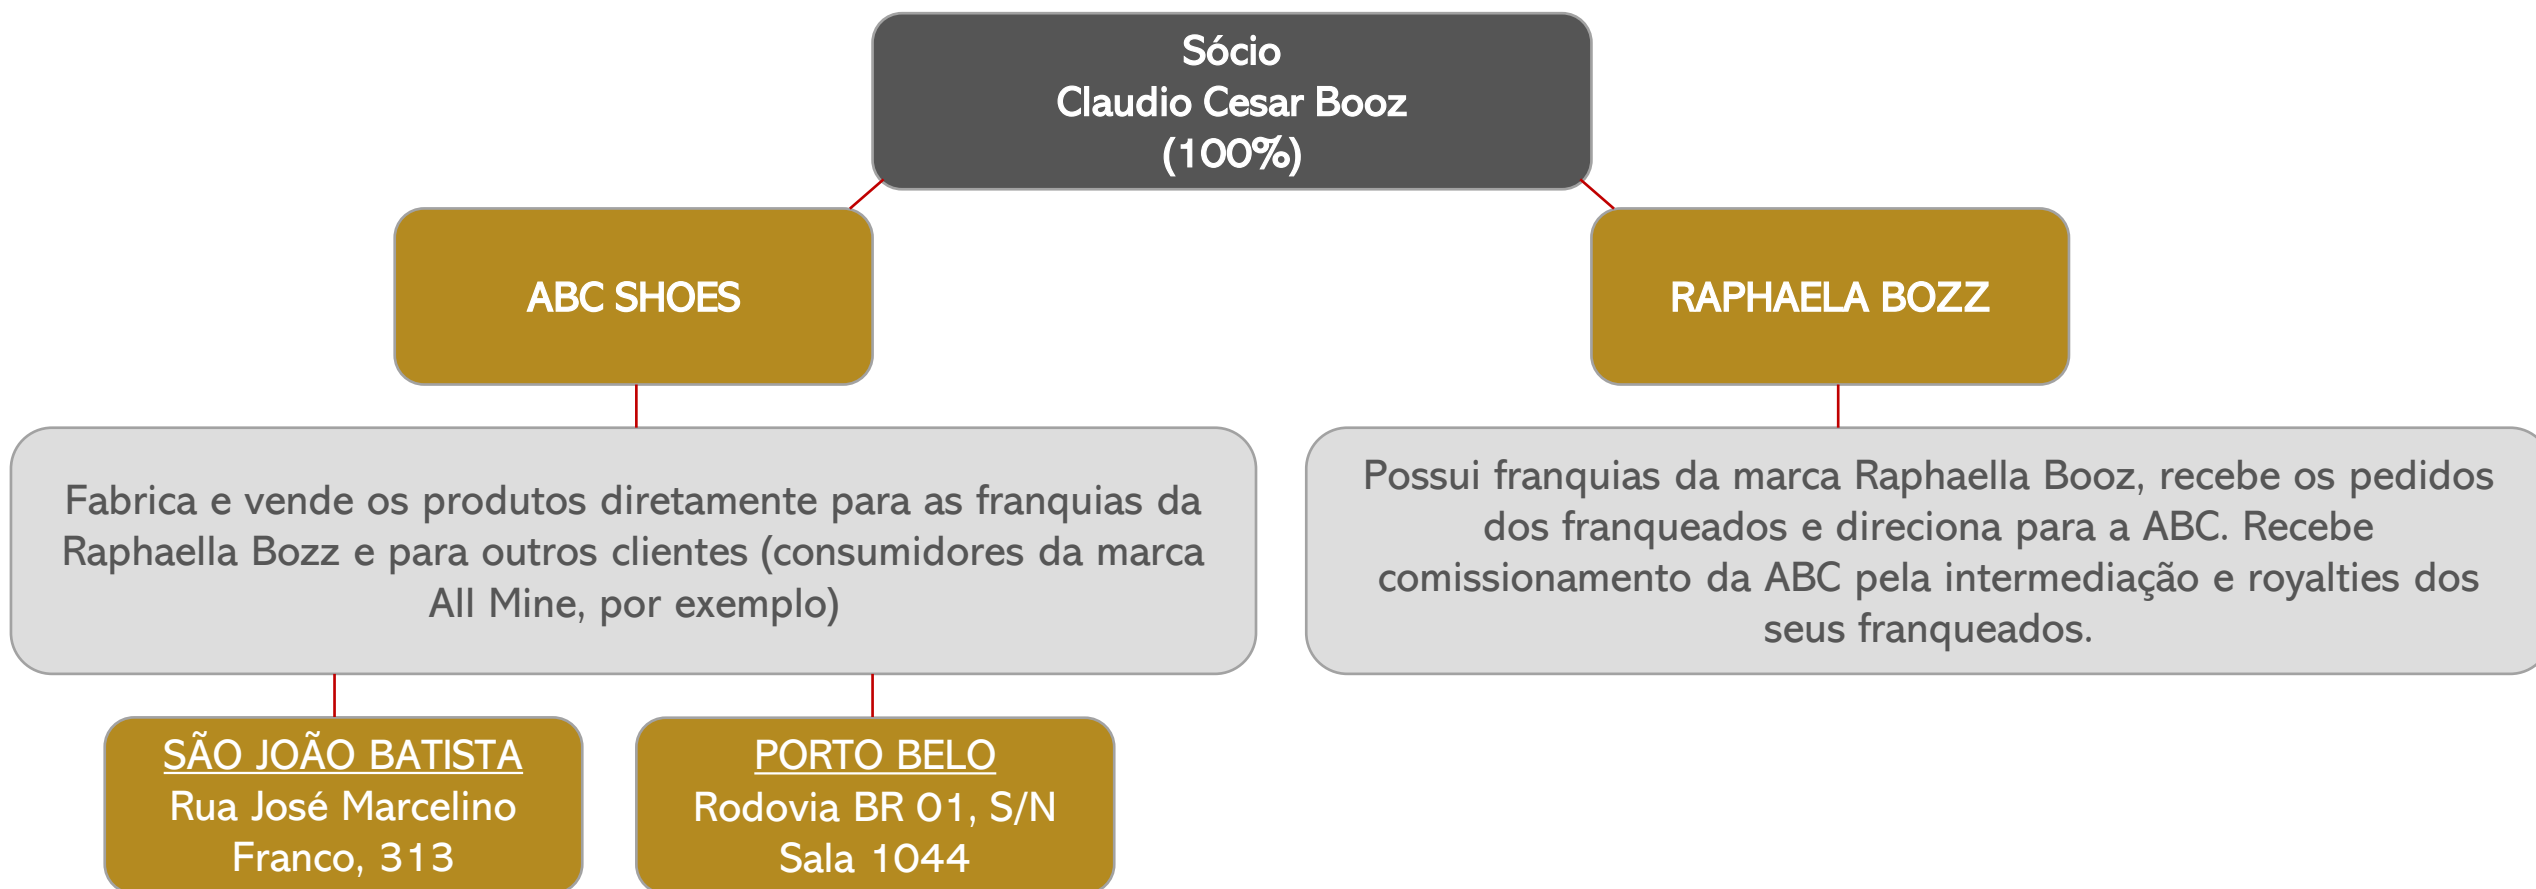 Sócio
Claudio Cesar Booz
(100%)
ABC SHOES
RAPHAELA BOZZ
Fabrica e vende os produtos diretamente para as franquias da
Raphaella Bozz e para outros clientes (consumidores da marca
All Mine, por exemplo)
Possui franquias da marca Raphaella Booz, recebe os pedidos
dos franqueados e direciona para a ABC. Recebe
comissionamento da ABC pela intermediação e royalties dos
seus franqueados.
SÃO JOÃO BATISTA
Rua José Marcelino
Franco, 313
PORTO BELO
Rodovia BR 01, S/N
Sala 1044